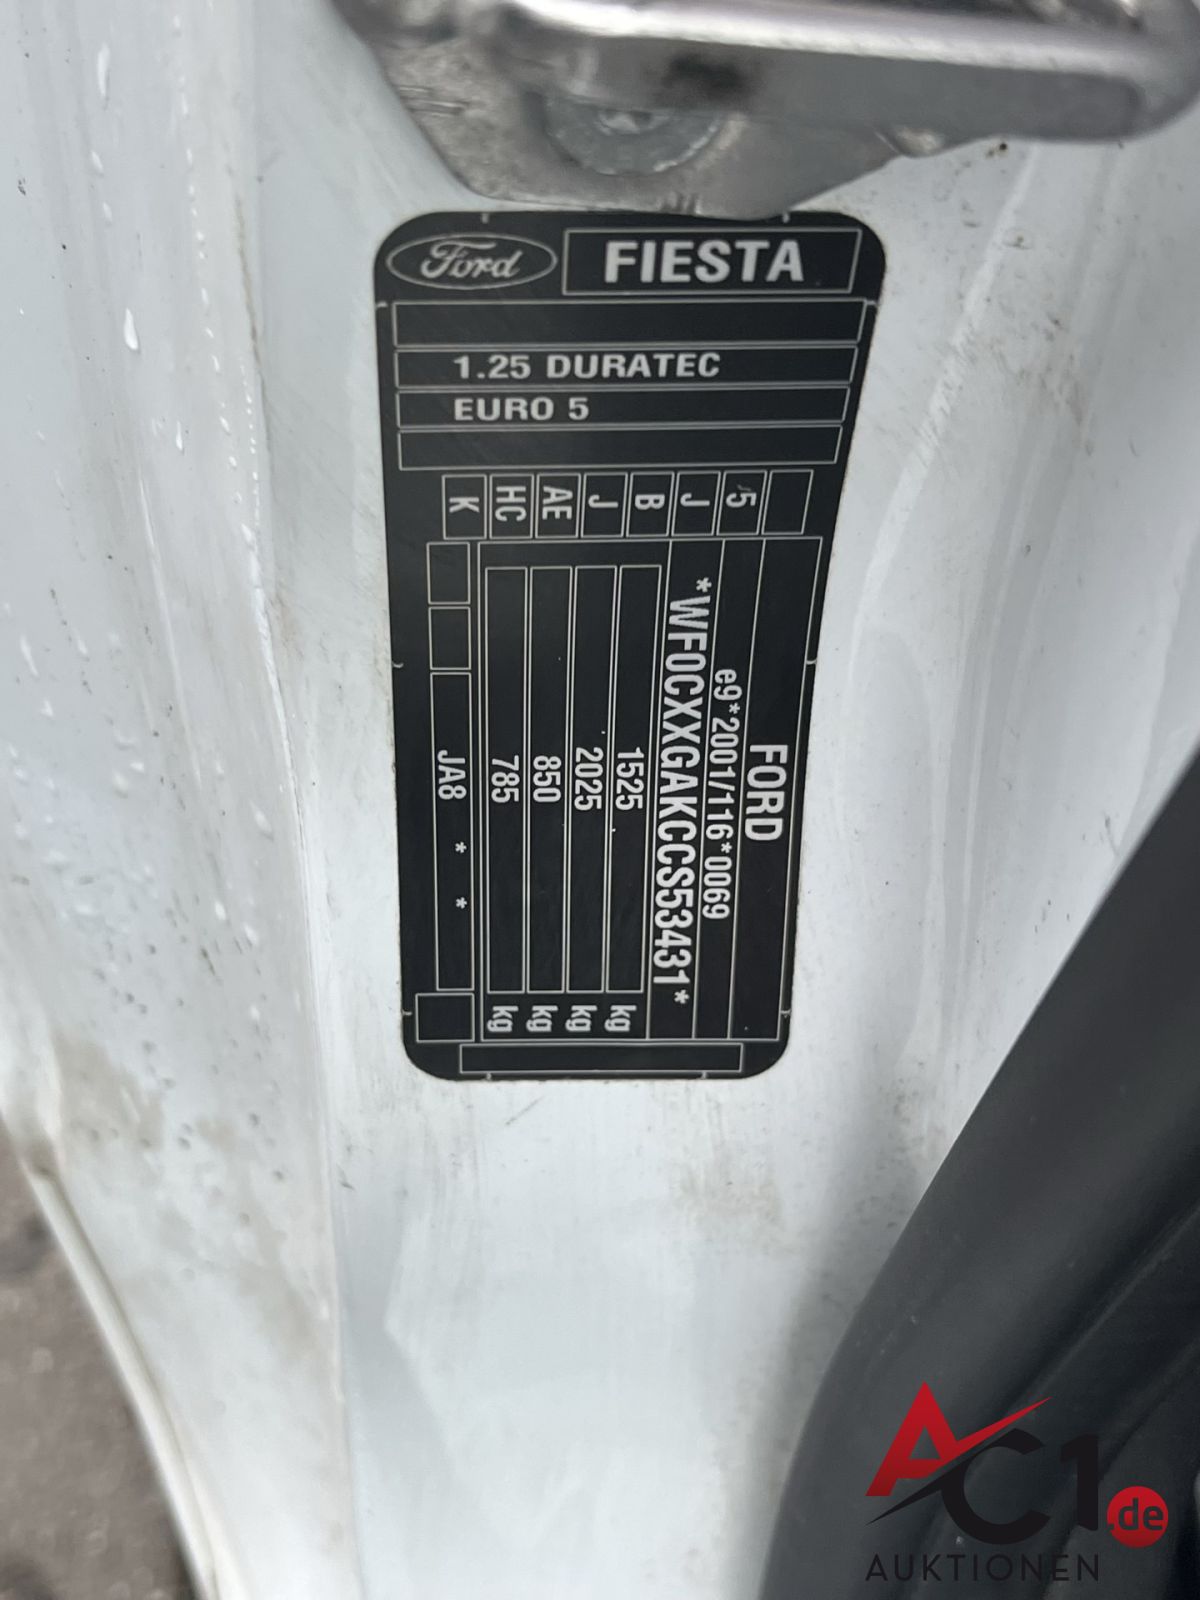 Ford
FIESTA
1.25 DURATEC
EURO 5
K HC AE J B J 5
FORD
e9*2001/116*0069
*WF0CXXGAKCCS53431*
1525 kg
2025 kg
850 kg
785 kg
JA8 * *
AC1.de
AUKTIONEN